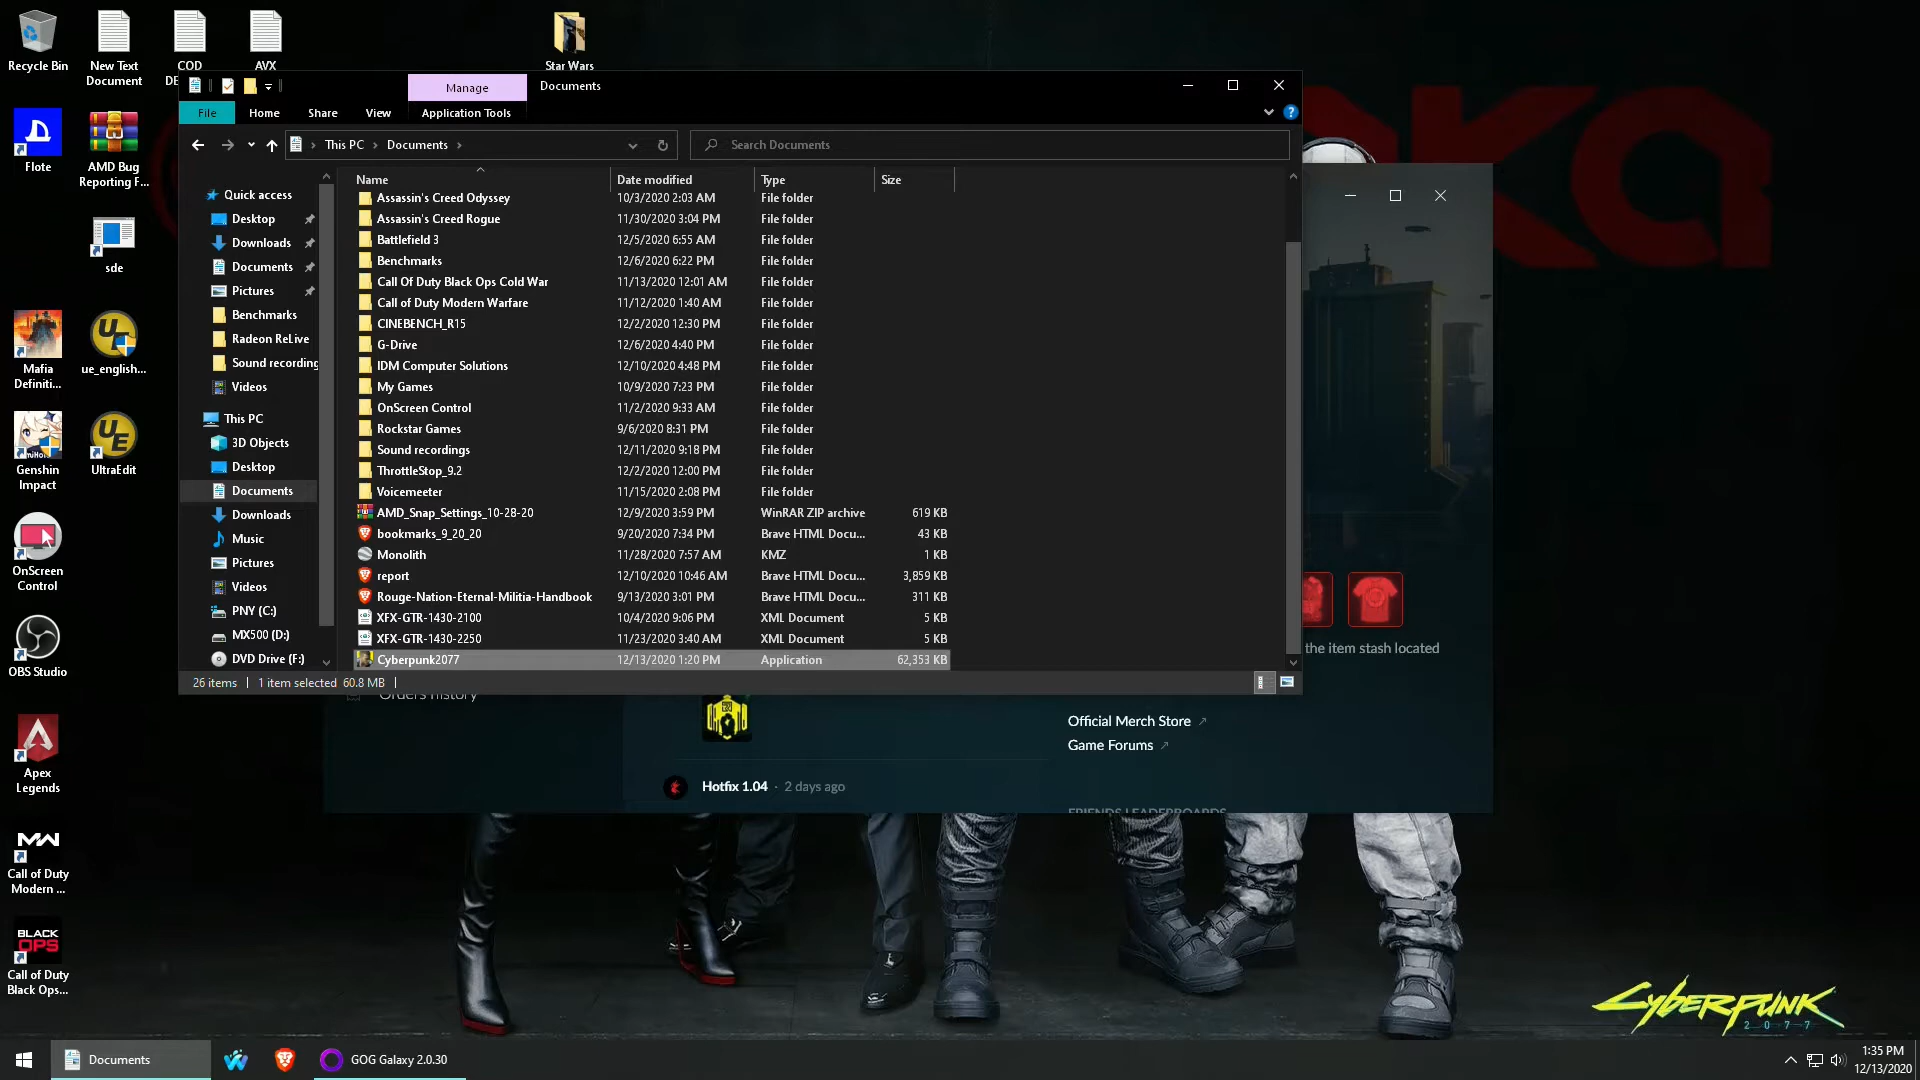 Recycle Bin
New Text
Document
COD
DE
AVX
Star Wars
Flote
AMD Bug
Reporting F...
sde
Mafia
Definiti...
ue_english...
Genshin
Impact
UltraEdit
OnScreen
Control
OBS Studio
Apex
Legends
Call of Duty
Modern ...
BLACK
OPS
Call of Duty
Black Ops...
Manage
Documents
File
Home
Share
View
Application Tools
This PC
Documents
Search Documents
Quick access
Desktop
Downloads
Documents
Pictures
Benchmarks
Radeon ReLive
Sound recording
Videos
This PC
3D Objects
Desktop
Documents
Downloads
Music
Pictures
Videos
PNY (C:)
MX500 (D:)
DVD Drive (F:)
Name Date modified Type Size
Assassin's Creed Odyssey 10/3/2020 2:03 AM File folder
Assassin's Creed Rogue 11/30/2020 3:04 PM File folder
Battlefield 3 12/5/2020 6:55 AM File folder
Benchmarks 12/6/2020 6:22 PM File folder
Call Of Duty Black Ops Cold War 11/13/2020 12:01 AM File folder
Call of Duty Modern Warfare 11/12/2020 1:40 AM File folder
CINEBENCH_R15 12/2/2020 12:30 PM File folder
G-Drive 12/6/2020 4:40 PM File folder
IDM Computer Solutions 12/10/2020 4:48 PM File folder
My Games 10/9/2020 7:23 PM File folder
OnScreen Control 11/2/2020 9:33 AM File folder
Rockstar Games 9/6/2020 8:31 PM File folder
Sound recordings 12/11/2020 9:18 PM File folder
ThrottleStop_9.2 12/2/2020 12:00 PM File folder
Voicemeeter 11/15/2020 2:08 PM File folder
AMD_Snap_Settings_10-28-20 12/9/2020 3:59 PM WinRAR ZIP archive 619 KB
bookmarks_9_20_20 9/20/2020 7:34 PM Brave HTML Docu... 43 KB
Monolith 11/28/2020 7:57 AM KMZ 1 KB
report 12/10/2020 10:46 AM Brave HTML Docu... 3,859 KB
Rouge-Nation-Eternal-Militia-Handbook 9/13/2020 3:01 PM Brave HTML Docu... 311 KB
XFX-GTR-1430-2100 10/4/2020 9:06 PM XML Document 5 KB
XFX-GTR-1430-2250 11/23/2020 3:40 AM XML Document 5 KB
Cyberpunk2077 12/13/2020 1:20 PM Application 62,353 KB
26 items 1 item selected 60.8 MB
the item stash located
Orders history
Official Merch Store
Game Forums
Hotfix 1.04 · 2 days ago
FRIENDS LEADERBOARDS
Cyberpunk
2077
Documents
GOG Galaxy 2.0.30
1:35 PM
12/13/2020